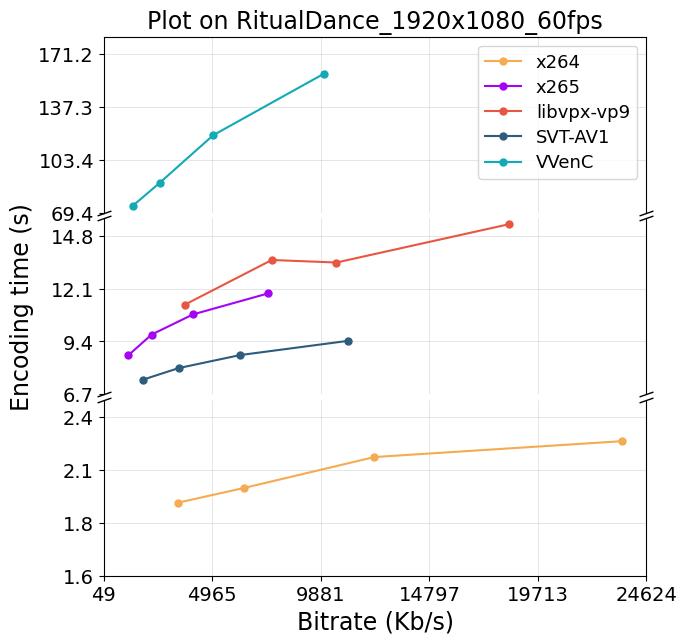 Plot on RitualDance_1920x1080_60fps
171.2
137.3
103.4
69.4
14.8
12.1
9.4
6.7
2.4
2.1
1.8
1.6
Encoding time (s)
x264
x265
libvpx-vp9
SVT-AV1
VVenC
49 4965 9881 14797 19713 24624
Bitrate (Kb/s)